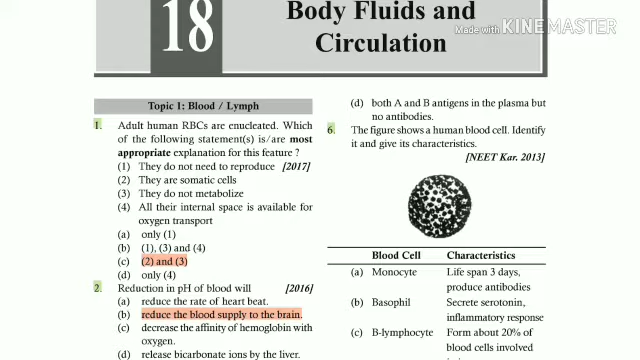 18
Body Fluids and
Circulation
Made with KINEMASTER
Topic 1: Blood / Lymph
1. Adult human RBCs are enucleated. Which
of the following statement(s) is/are most
appropriate explanation for this feature ?
(1) They do not need to reproduce [2017]
(2) They are somatic cells
(3) They do not metabolize
(4) All their internal space is available for
oxygen transport
(a) only (1)
(b) (1), (3) and (4)
(c) (2) and (3)
(d) only (4)
2. Reduction in pH of blood will [2016]
(a) reduce the rate of heart beat.
(b) reduce the blood supply to the brain.
(c) decrease the affinity of hemoglobin with
oxygen.
(d) release bicarbonate ions by the liver.
(d) both A and B antigens in the plasma but
no antibodies.
6. The figure shows a human blood cell. Identify
it and give its characteristics.
[NEET Kar. 2013]
Blood Cell Characteristics
(a) Monocyte Life span 3 days,
produce antibodies
(b) Basophil Secrete serotonin,
inflammatory response
(c) B-lymphocyte Form about 20% of
blood cells involved